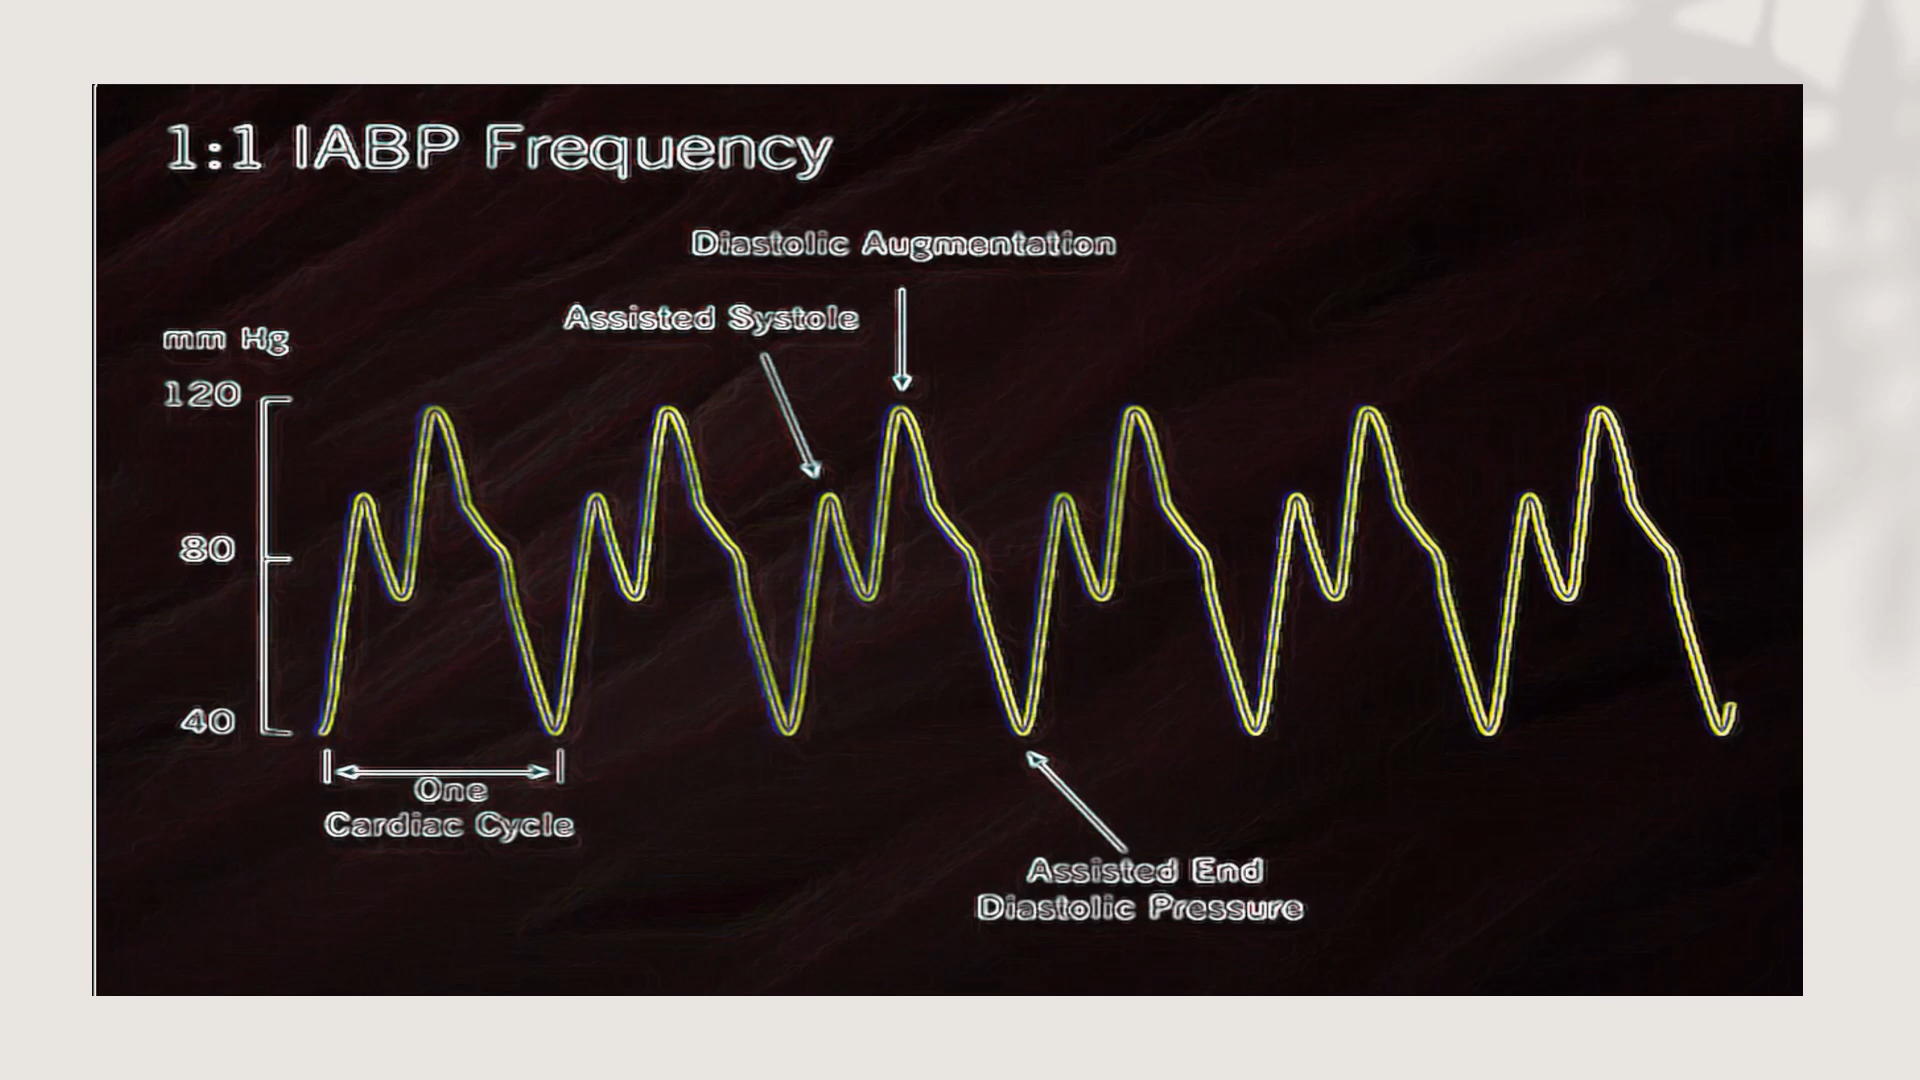 1:1 IABP Frequency
Diastolic Augmentation
Assisted Systole
mm Hg
120
80
40
One
Cardiac Cycle
Assisted End
Diastolic Pressure